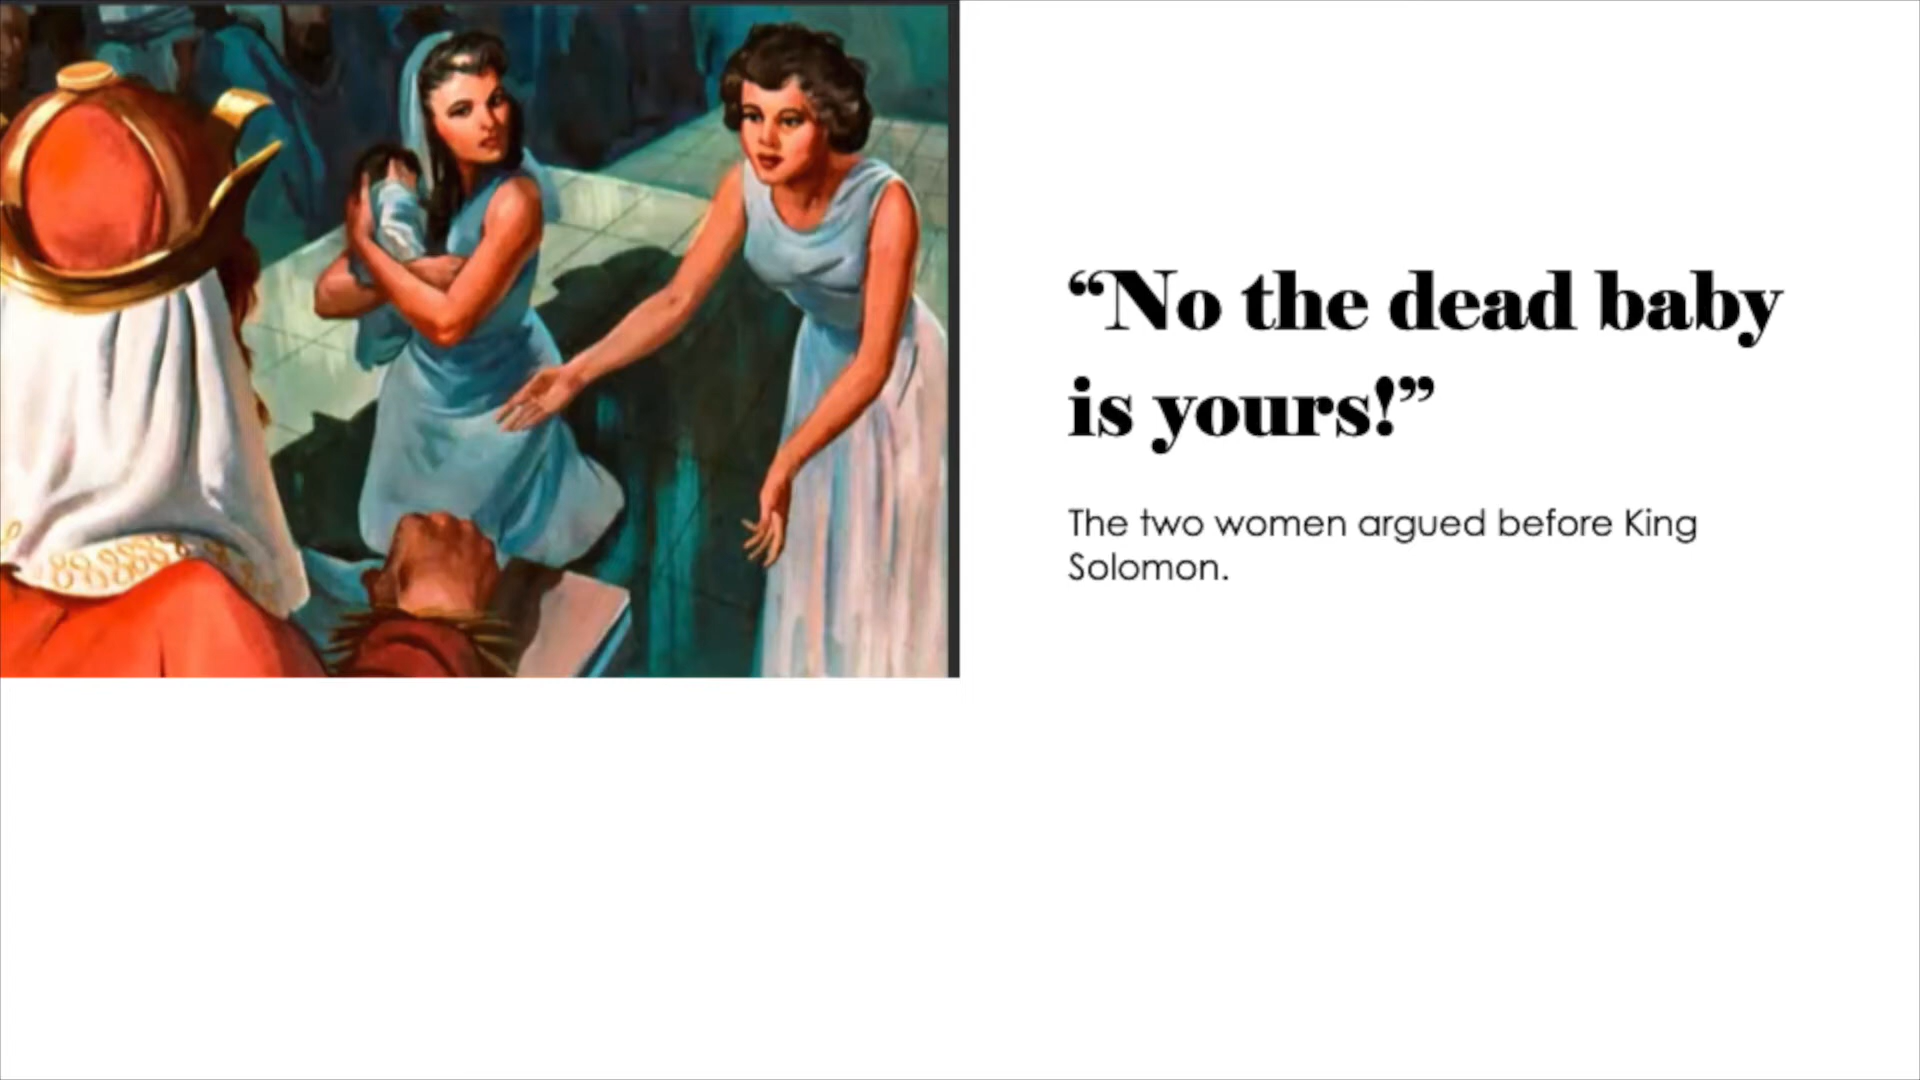 “No the dead baby
is yours!”
The two women argued before King
Solomon.